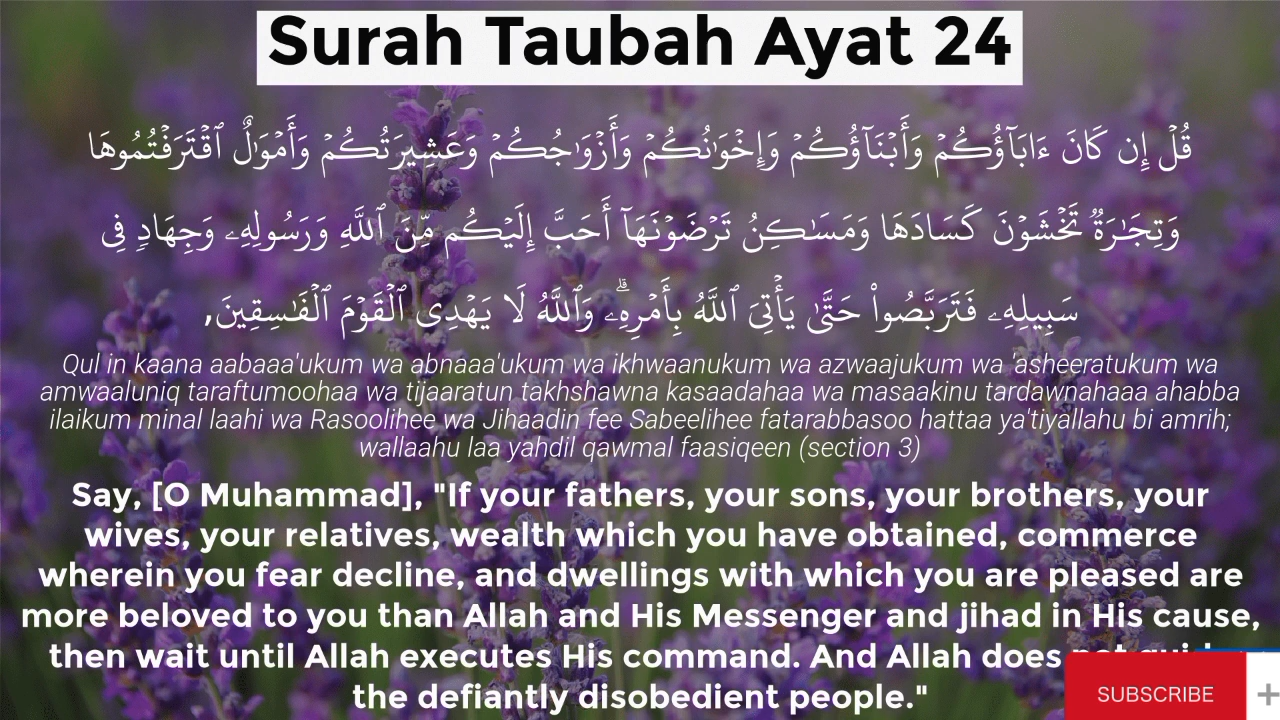 Surah Taubah Ayat 24
قُلْ إِن كَانَ ءَابَآؤُكُمْ وَأَبْنَآؤُكُمْ وَإِخْوَٰنُكُمْ وَأَزْوَٰجُكُمْ وَعَشِيرَتُكُمْ وَأَمْوَٰلٌ ٱقْتَرَفْتُمُوهَا
وَتِجَـٰرَةٌ تَخْشَوْنَ كَسَادَهَا وَمَسَـٰكِنُ تَرْضَوْنَهَآ أَحَبَّ إِلَيْكُم مِّنَ ٱللَّهِ وَرَسُولِهِۦ وَجِهَادٍ فِى
سَبِيلِهِۦ فَتَرَبَّصُوا۟ حَتَّىٰ يَأْتِىَ ٱللَّهُ بِأَمْرِهِۦ ۗ وَٱللَّهُ لَا يَهْدِى ٱلْقَوْمَ ٱلْفَـٰسِقِينَ,
Qul in kaana aabaaa'ukum wa abnaaa'ukum wa ikhwaanukum wa azwaajukum wa 'asheeratukum wa
amwaaluniq taraftumoohaa wa tijaaratun takhshawna kasaadahaa wa masaakinu tardawnahaaa ahabba
ilaikum minal laahi wa Rasoolihee wa Jihaadin fee Sabeelihee fatarabbasoo hattaa ya'tiyallahu bi amrih;
wallaahu laa yahdil qawmal faasiqeen (section 3)
Say, [O Muhammad], "If your fathers, your sons, your brothers, your
wives, your relatives, wealth which you have obtained, commerce
wherein you fear decline, and dwellings with which you are pleased are
more beloved to you than Allah and His Messenger and jihad in His cause,
then wait until Allah executes His command. And Allah does
the defiantly disobedient people."
SUBSCRIBE +